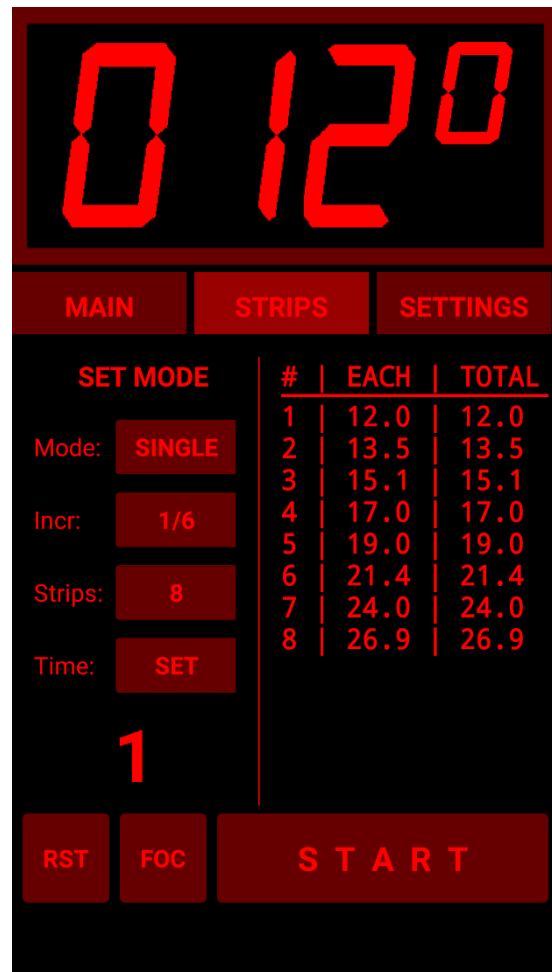 012⁰
MAIN STRIPS SETTINGS
SET MODE
Mode: SINGLE
Incr: 1/6
Strips: 8
Time: SET
1
# | EACH | TOTAL
1 | 12.0 | 12.0
2 | 13.5 | 13.5
3 | 15.1 | 15.1
4 | 17.0 | 17.0
5 | 19.0 | 19.0
6 | 21.4 | 21.4
7 | 24.0 | 24.0
8 | 26.9 | 26.9
RST FOC START